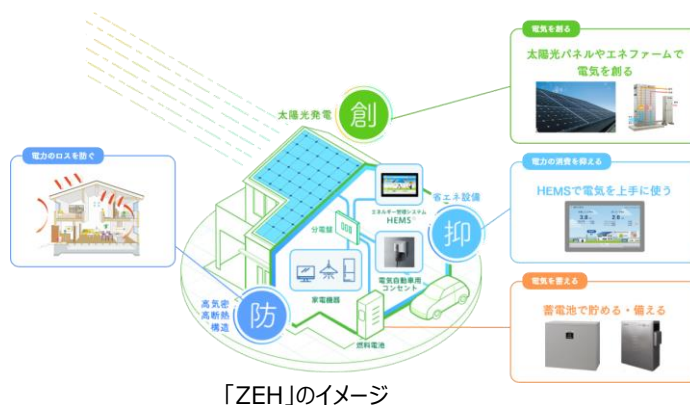 電気を創る
太陽光パネルやエネファームで
電気を創る
太陽光発電
創
電力のロスを防ぐ
電力の消費を抑える
HEMSで電気を上手に使う
省エネ設備
抑
エネルギー管理システム
HEMS
分電盤
電気自動車用
コンセント
家電機器
高気密
高断熱
構造
防
燃料電池
電気を蓄える
蓄電池で貯める・備える
「ZEH」のイメージ